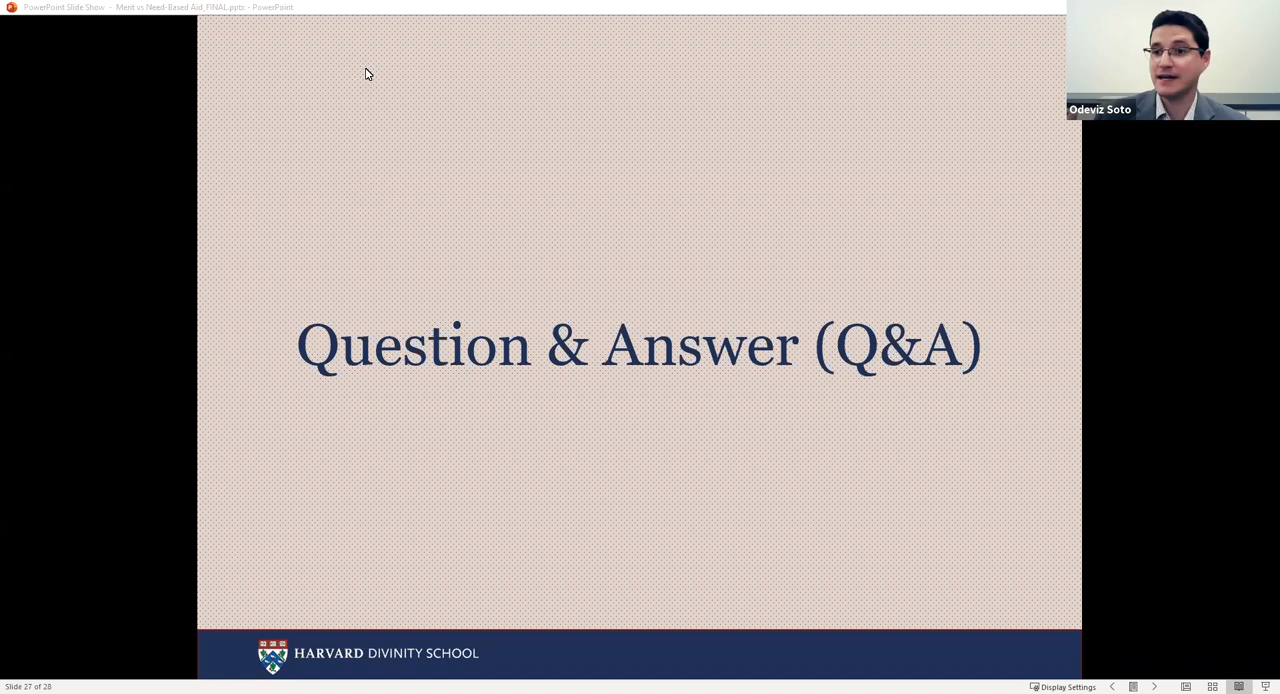 PowerPoint Slide Show - Merit vs Need-Based Aid_FINAL.pptx - PowerPoint
Odeviz Soto
Question & Answer (Q&A)
HARVARD DIVINITY SCHOOL
Slide 27 of 28
Display Settings